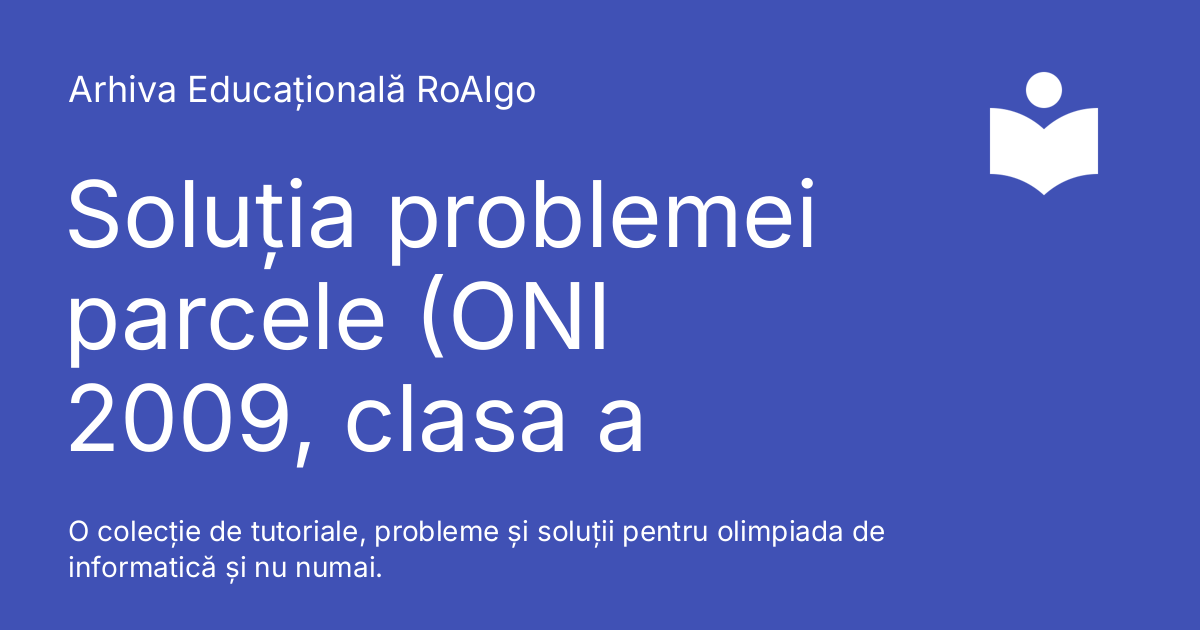 Arhiva Educațională RoAlgo
Soluția problemei
parcele (ONI
2009, clasa a
O colecție de tutoriale, probleme și soluții pentru olimpiada de
informatică și nu numai.